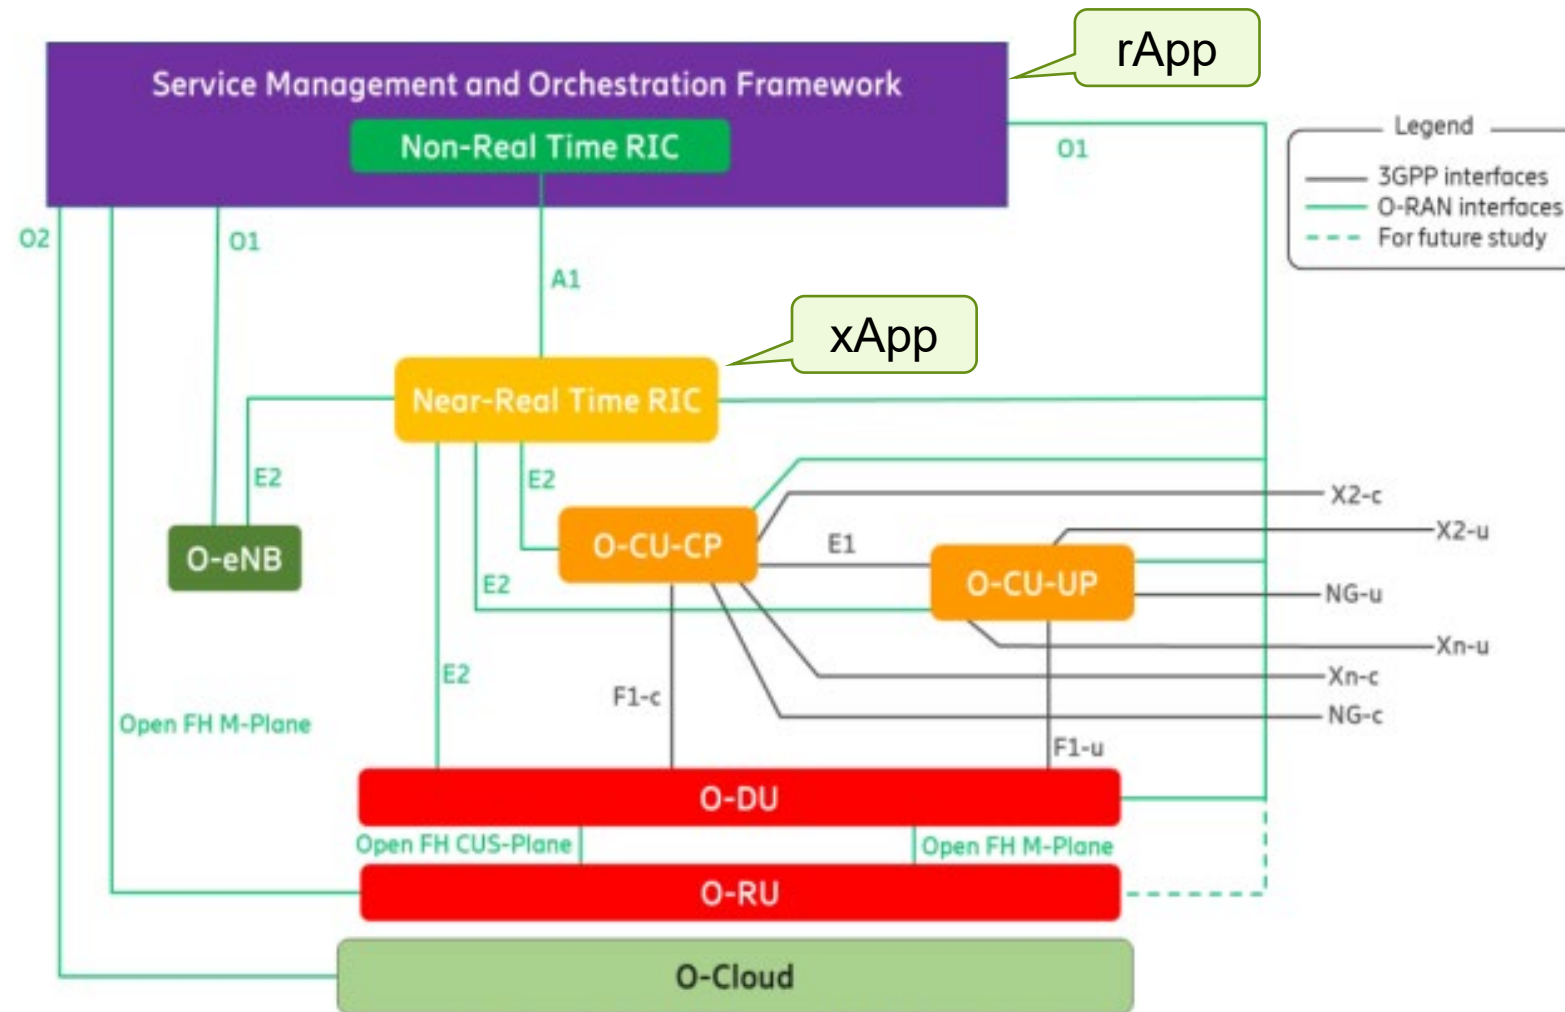 rApp
Service Management and Orchestration Framework
Non-Real Time RIC
O1
Legend
3GPP interfaces
O-RAN interfaces
For future study
O2
O1
A1
xApp
Near-Real Time RIC
E2
E2
X2-c
O-CU-CP
E1
X2-u
O-eNB
E2
O-CU-UP
NG-u
Xn-u
E2
F1-c
Xn-c
NG-c
Open FH M-Plane
F1-u
O-DU
Open FH CUS-Plane
Open FH M-Plane
O-RU
O-Cloud